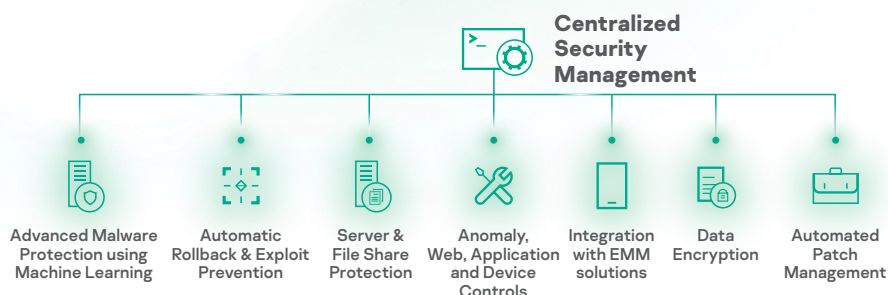 Centralized
Security
Management
Advanced Malware
Protection using
Machine Learning
Automatic
Rollback & Exploit
Prevention
Server &
File Share
Protection
Anomaly,
Web, Application
and Device
Controls
Integration
with EMM
solutions
Data
Encryption
Automated
Patch
Management